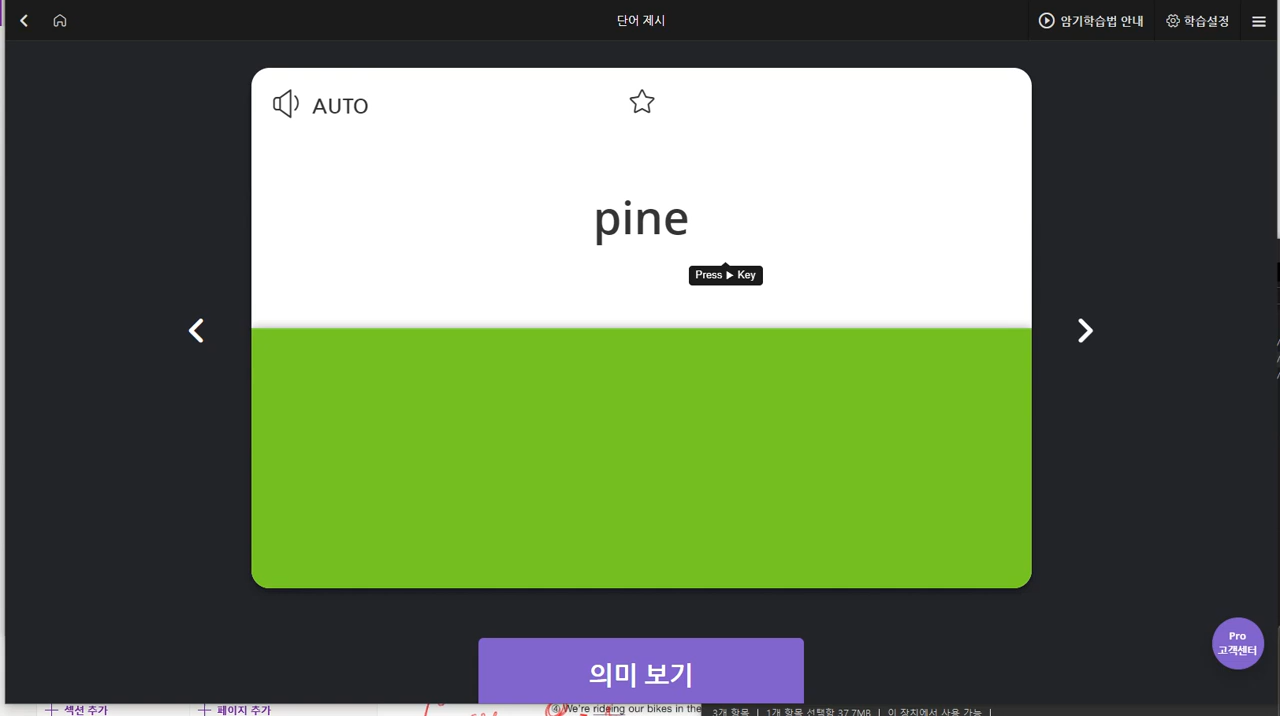 단어 제시
암기학습법 안내
학습설정
AUTO
pine
Press ▶ Key
의미 보기
Pro
고객센터
섹션 추가
페이지 추가
④ We're riding our bikes in the
3개 항목 | 1개 항목 선택함 37.7MB | 이 장치에서 사용 가능 |